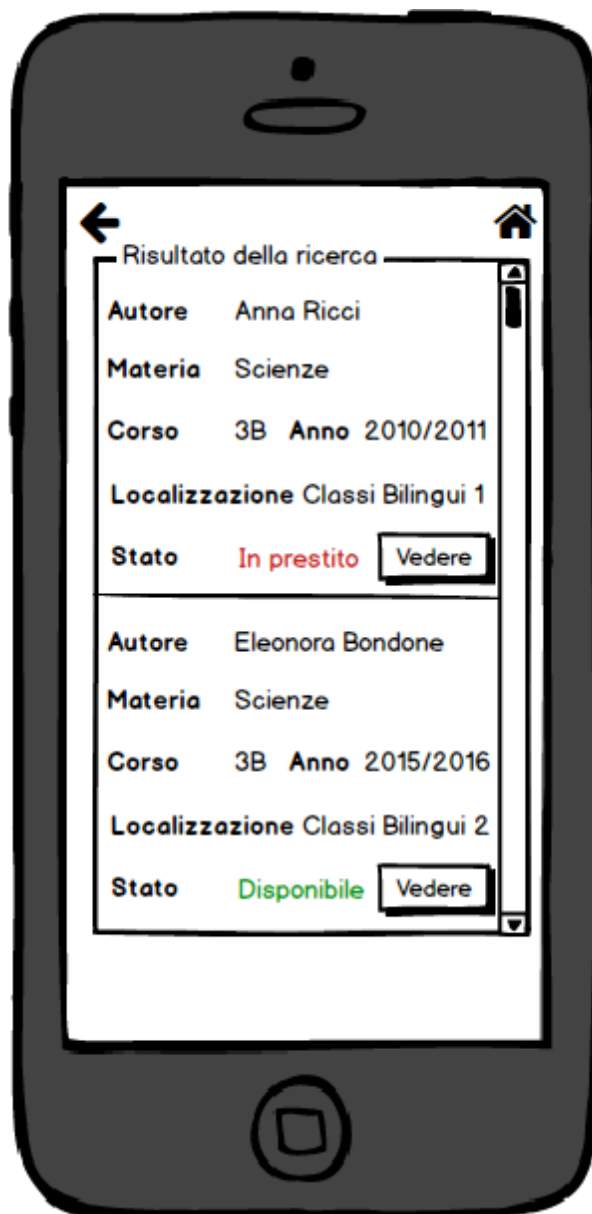 Risultato della ricerca
Autore Anna Ricci
Materia Scienze
Corso 3B Anno 2010/2011
Localizzazione Classi Bilingui 1
Stato In prestito Vedere
Autore Eleonora Bondone
Materia Scienze
Corso 3B Anno 2015/2016
Localizzazione Classi Bilingui 2
Stato Disponibile Vedere